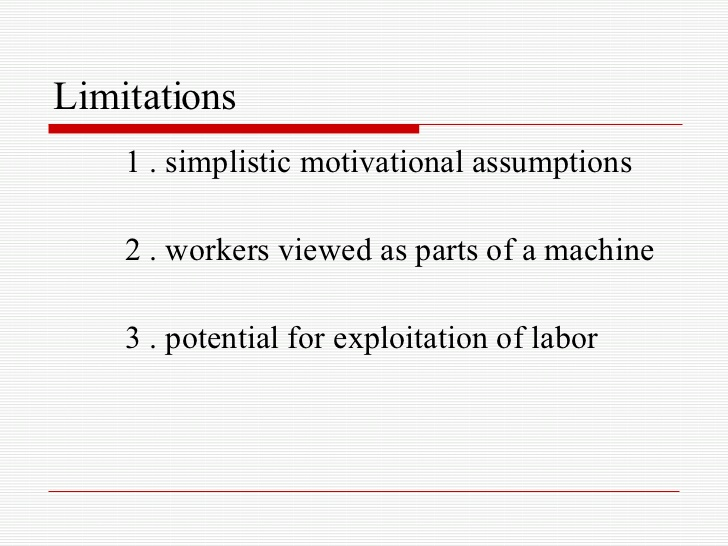 Limitations
1 . simplistic motivational assumptions
2 . workers viewed as parts of a machine
3 . potential for exploitation of labor